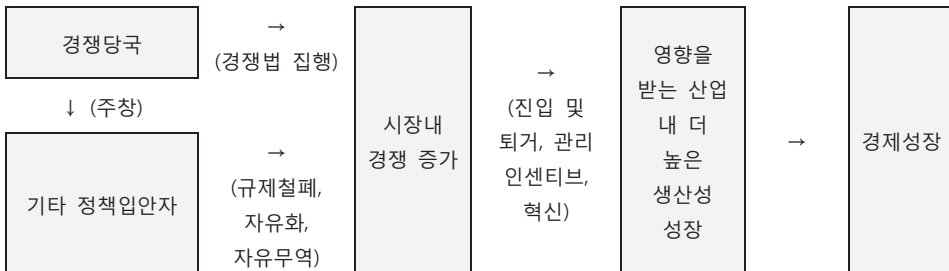 경쟁당국
→
(경쟁법 집행)
↓ (주창)
기타 정책입안자
→
(규제철폐,
자유화,
자유무역)
시장내
경쟁 증가
→
(진입 및
퇴거, 관리
인센티브,
혁신)
영향을
받는 산업
내 더
높은
생산성
성장
→
경제성장